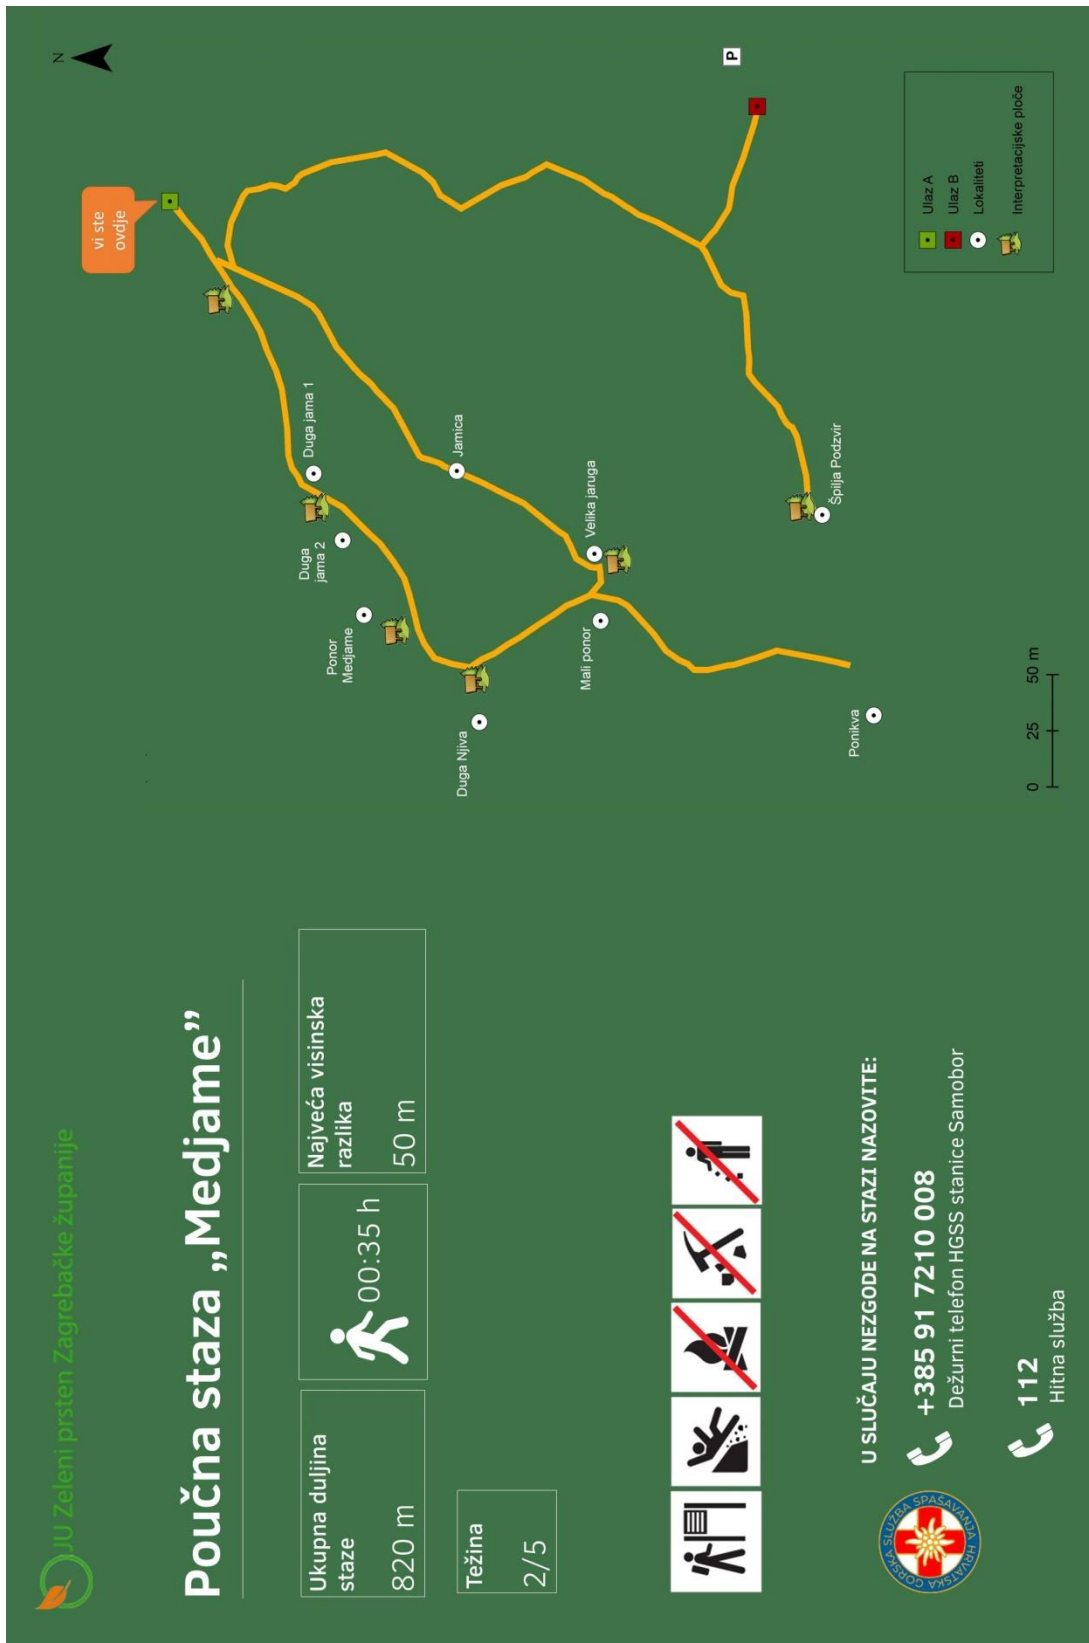 JU Zeleni prsten Zagrebačke županije
Poučna staza „Medjame”
Ukupna duljina
staze
820 m
00:35 h
Najveća visinska
razlika
50 m
Težina
2/5
U SLUČAJU NEZGODE NA STAZI NAZOVITE:
+385 91 7210 008
Dežurni telefon HGSS stanice Samobor
112
Hitna služba
HRVATSKA GORSKA SLUŽBA SPAŠAVANJA
vi ste
ovdje
N
Duga jama 1
Duga
jama 2
Ponor
Medjame
Duga Njiva
Jamica
Velika jaruga
Mali ponor
Ponikva
Špilja Podzvir
P
0 25 50 m
Ulaz A
Ulaz B
Lokaliteti
Interpretacijske ploče